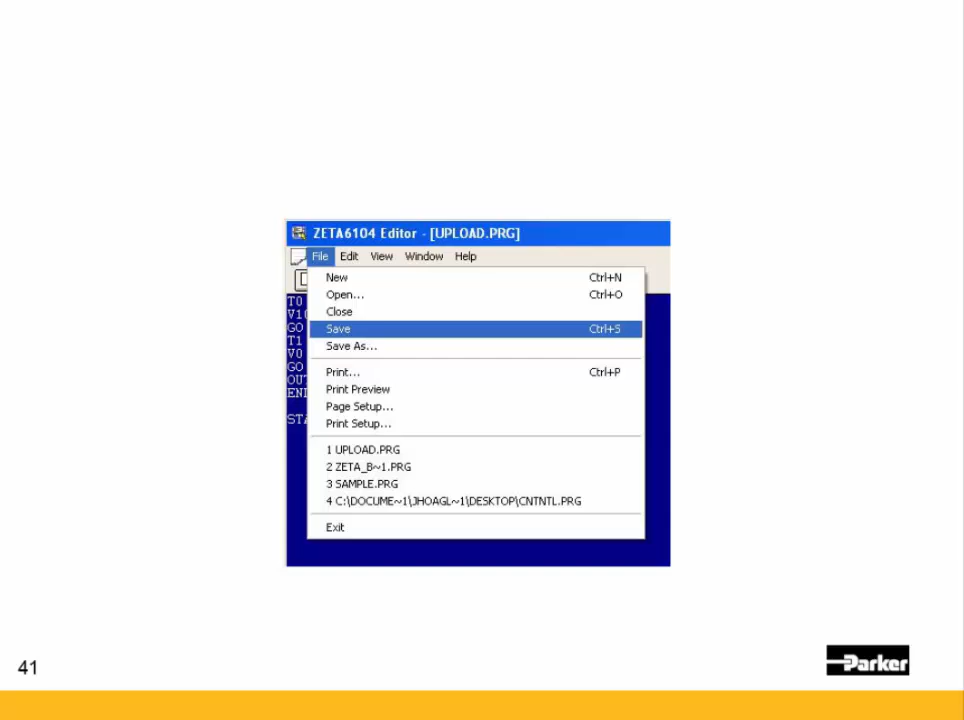 ZETA6104 Editor - [UPLOAD.PRG]
File Edit View Window Help
New Ctrl+N
Open... Ctrl+O
Close
Save Ctrl+S
Save As...
Print... Ctrl+P
Print Preview
Page Setup...
Print Setup...
1 UPLOAD.PRG
2 ZETA_B~1.PRG
3 SAMPLE.PRG
4 C:\DOCUME~1\JHOAGL~1\DESKTOP\CNTNTL.PRG
Exit
T0
GO
T1
V0
GO
41
Parker